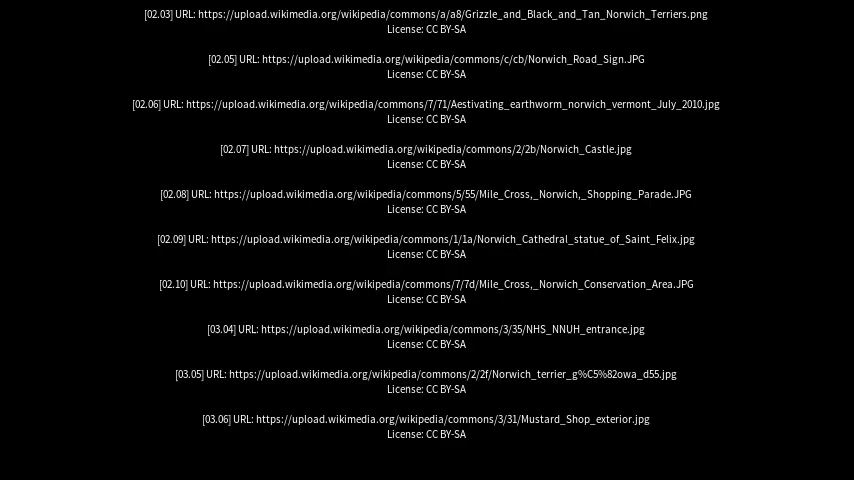 [02.03] URL: https://upload.wikimedia.org/wikipedia/commons/a/a8/Grizzle_and_Black_and_Tan_Norwich_Terriers.png
License: CC BY-SA
[02.05] URL: https://upload.wikimedia.org/wikipedia/commons/c/cb/Norwich_Road_Sign.JPG
License: CC BY-SA
[02.06] URL: https://upload.wikimedia.org/wikipedia/commons/7/71/Aestivating_earthworm_norwich_vermont_July_2010.jpg
License: CC BY-SA
[02.07] URL: https://upload.wikimedia.org/wikipedia/commons/2/2b/Norwich_Castle.jpg
License: CC BY-SA
[02.08] URL: https://upload.wikimedia.org/wikipedia/commons/5/55/Mile_Cross,_Norwich,_Shopping_Parade.JPG
License: CC BY-SA
[02.09] URL: https://upload.wikimedia.org/wikipedia/commons/1/1a/Norwich_Cathedral_statue_of_Saint_Felix.jpg
License: CC BY-SA
[02.10] URL: https://upload.wikimedia.org/wikipedia/commons/7/7d/Mile_Cross,_Norwich_Conservation_Area.JPG
License: CC BY-SA
[03.04] URL: https://upload.wikimedia.org/wikipedia/commons/3/35/NHS_NNUH_entrance.jpg
License: CC BY-SA
[03.05] URL: https://upload.wikimedia.org/wikipedia/commons/2/2f/Norwich_terrier_g%C5%82owa_d55.jpg
License: CC BY-SA
[03.06] URL: https://upload.wikimedia.org/wikipedia/commons/3/31/Mustard_Shop_exterior.jpg
License: CC BY-SA